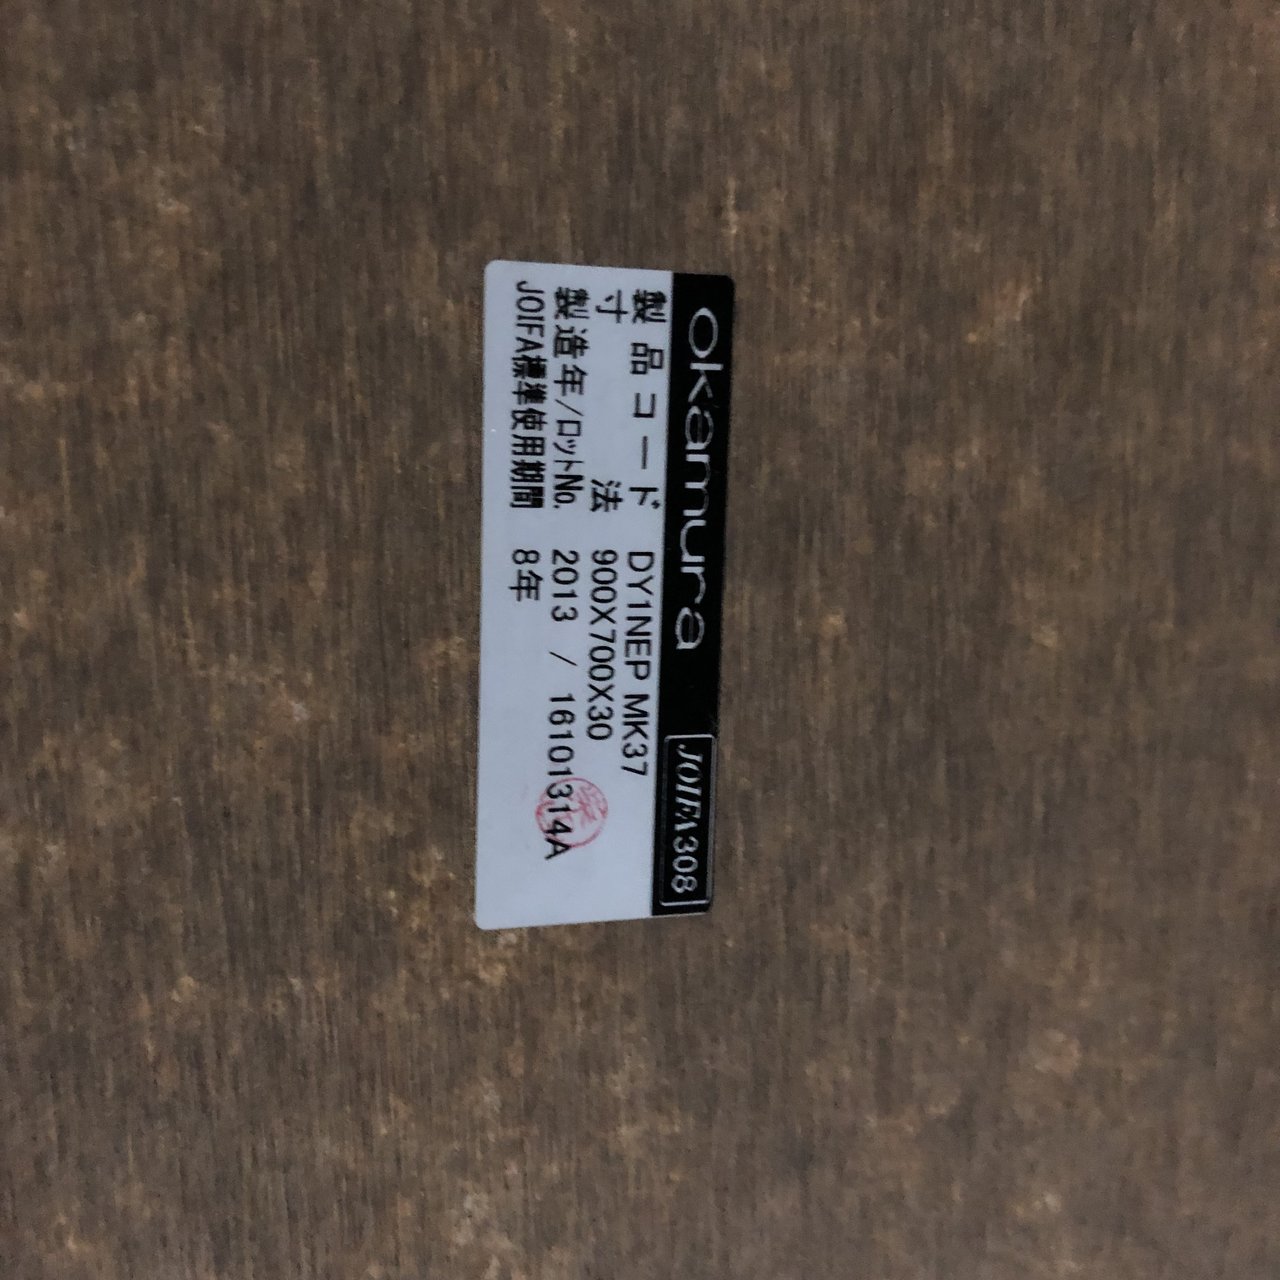 okamura JOIFA308
製品コード DY1NEP MK37
寸法 900X700X30
製造年/ロットNo. 2013 / 16101314A
JOIFA標準使用期間 8年